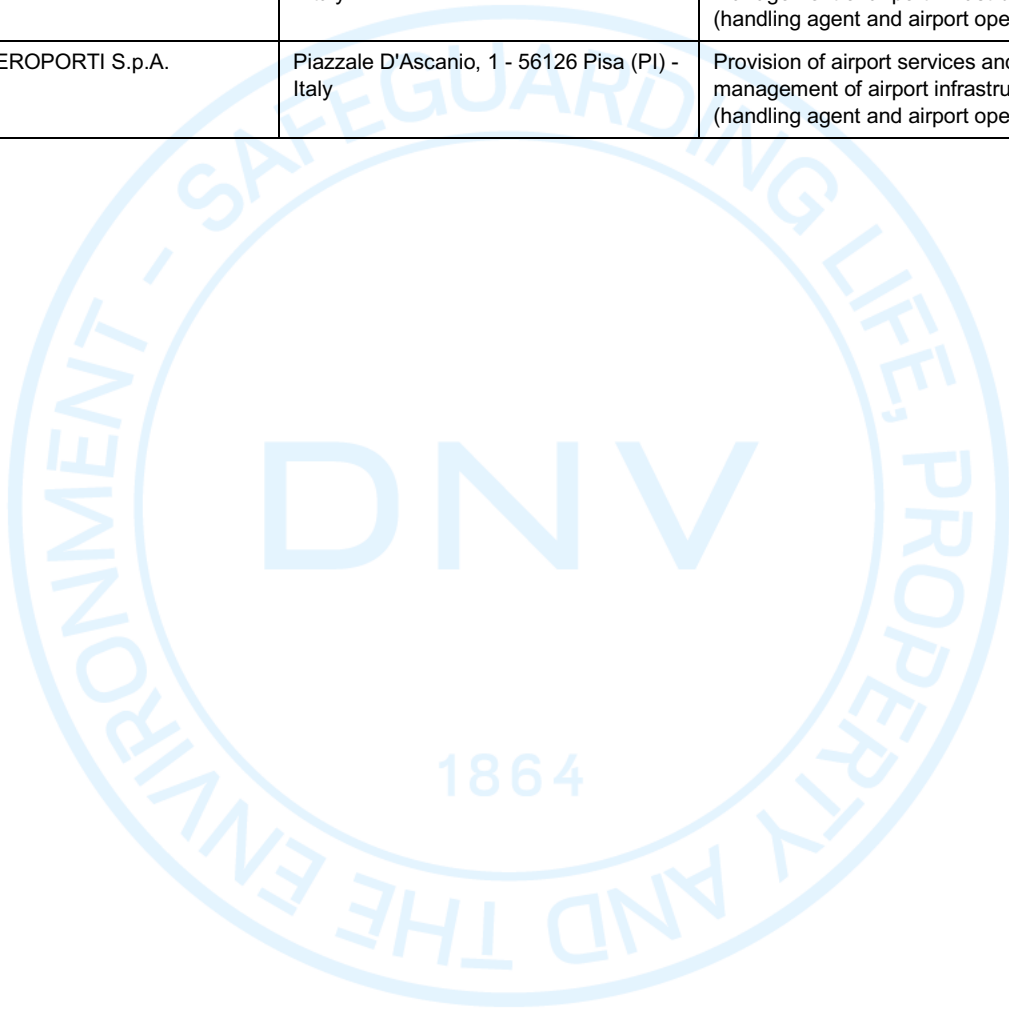 (handling agent and airport ope
EROPORTI S.p.A.
Piazzale D'Ascanio, 1 - 56126 Pisa (PI) -
Italy
Provision of airport services and
management of airport infrastru
(handling agent and airport ope
SAFEGUARDING LIFE, PROPERTY AND THE ENVIRONMENT -
DNV
1864